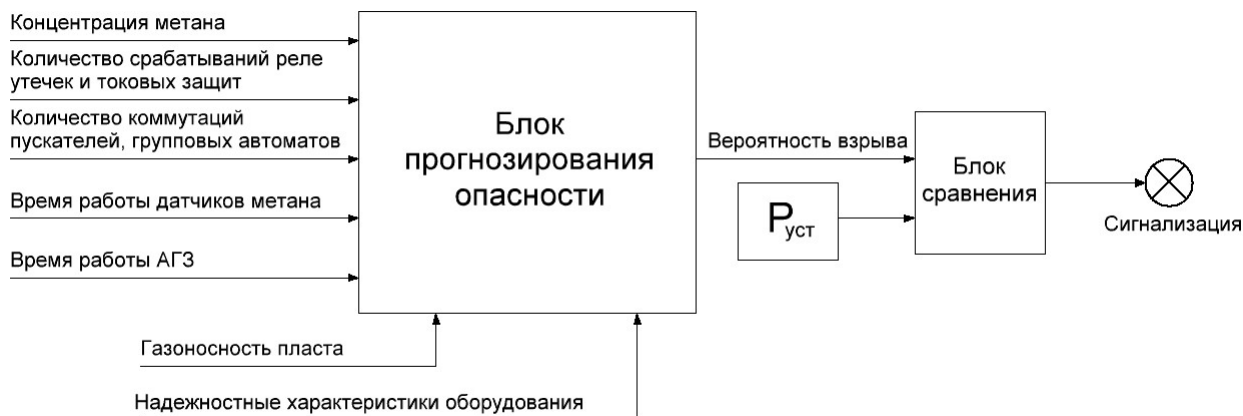 Концентрация метана
Количество срабатываний реле
утечек и токовых защит
Количество коммутаций
пускателей, групповых автоматов
Время работы датчиков метана
Время работы АГЗ
Блок
прогнозирования
опасности
Вероятность взрыва
Pуст
Блок
сравнения
Сигнализация
Газоносность пласта
Надежностные характеристики оборудования